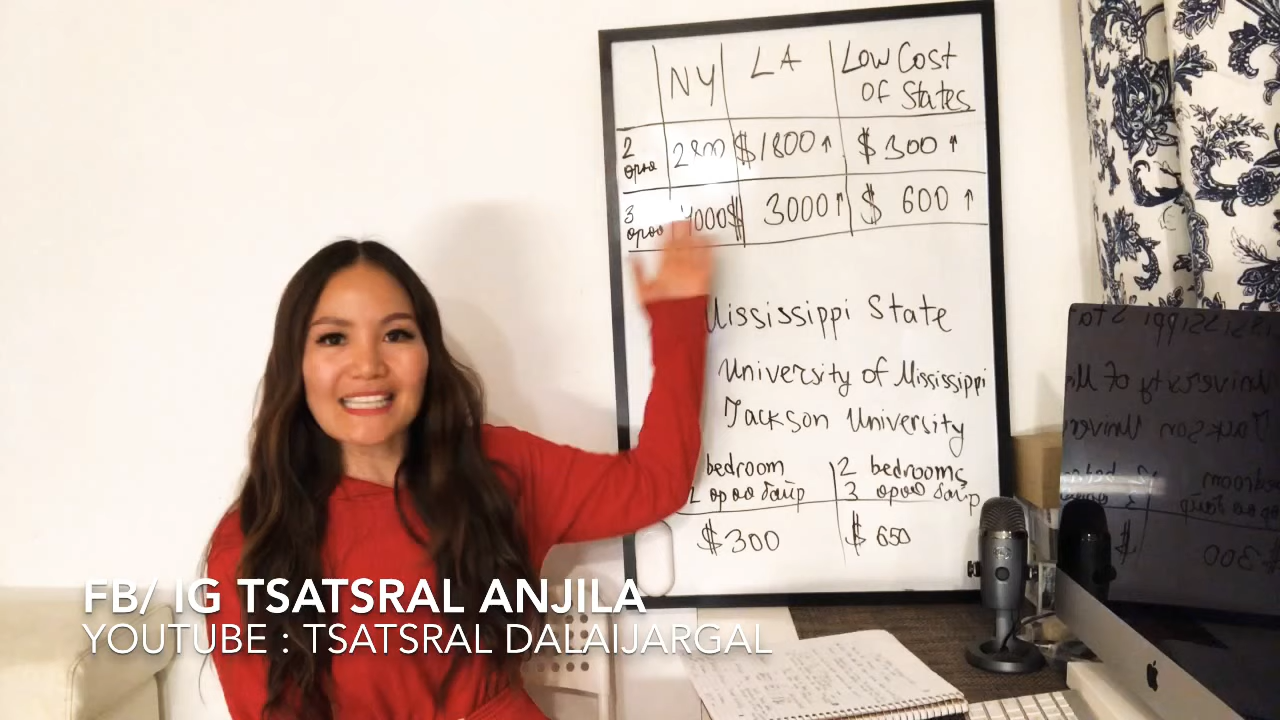 NY LA Low Cost
Of States
2 өрөө 2800 $1800↑ $300↑
3 өрөө 4000$ 3000↑ $ 600↑
Mississippi State
University of Mississippi
Jackson University
bedroom 2 bedrooms
2 өрөө байр 3 өрөө байр
$300 $650
FB/ IG TSATSRAL ANJILA
YOUTUBE : TSATSRAL DALAIJARGAL